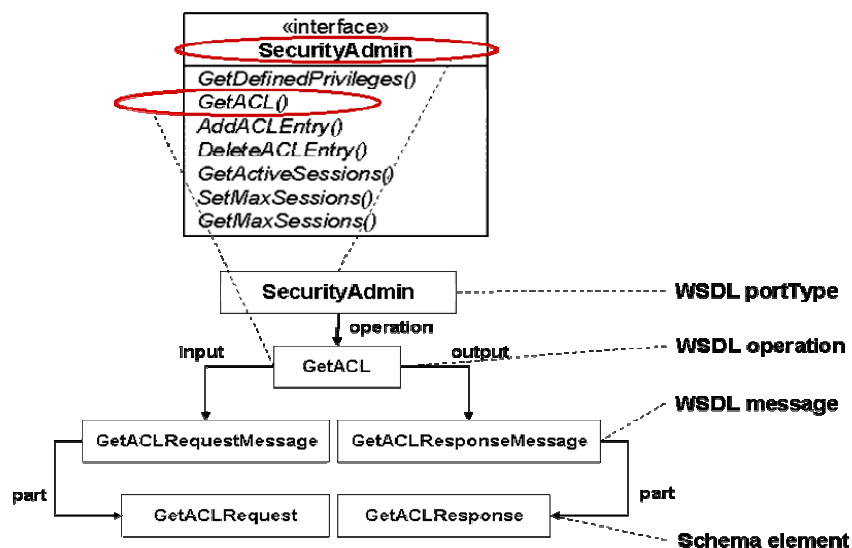 «interface»
SecurityAdmin
GetDefinedPrivileges()
GetACL()
AddACLEntry()
DeleteACLEntry()
GetActiveSessions()
SetMaxSessions()
GetMaxSessions()
SecurityAdmin
WSDL portType
operation
input
output
WSDL operation
GetACL
WSDL message
GetACLRequestMessage
GetACLResponseMessage
part
part
GetACLRequest
GetACLResponse
Schema element